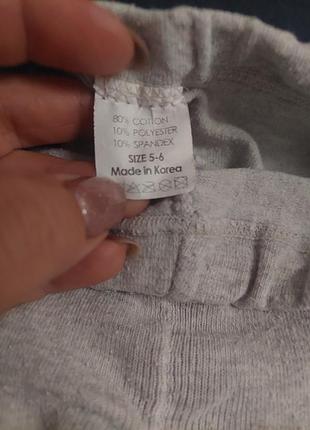 80% COTTON
10% POLYESTER
10% SPANDEX
SIZE 5-6
Made in Korea